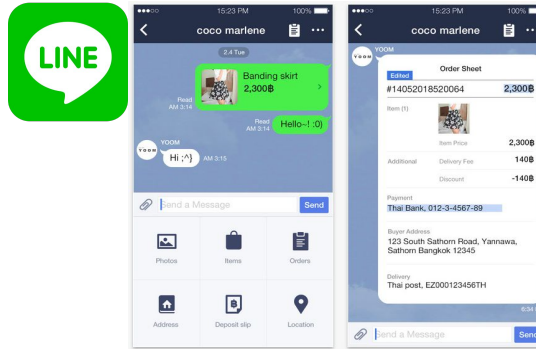 LINE
15:23 PM
100%
coco marlene
2.4 Tue
Banding skirt
2,300฿
Read
AM 3:14
Read
AM 3:14
Hello~! :0)
YOOM
YOOM
Hi ;^}
AM 3:15
Send a Message
Send
Photos
Items
Orders
Address
Deposit slip
Location
15:23 PM
100%
coco marlene
YOOM
YOOM
Order Sheet
Edited
#14052018520064
2,300฿
Item (1)
Item Price
2,300฿
Additional
Delivery Fee
140฿
Discount
-140฿
Payment
Thai Bank, 012-3-4567-89
Buyer Address
123 South Sathorn Road, Yannawa,
Sathorn Bangkok 12345
Delivery
Thai post, EZ000123456TH
6:34
Send a Message
Send